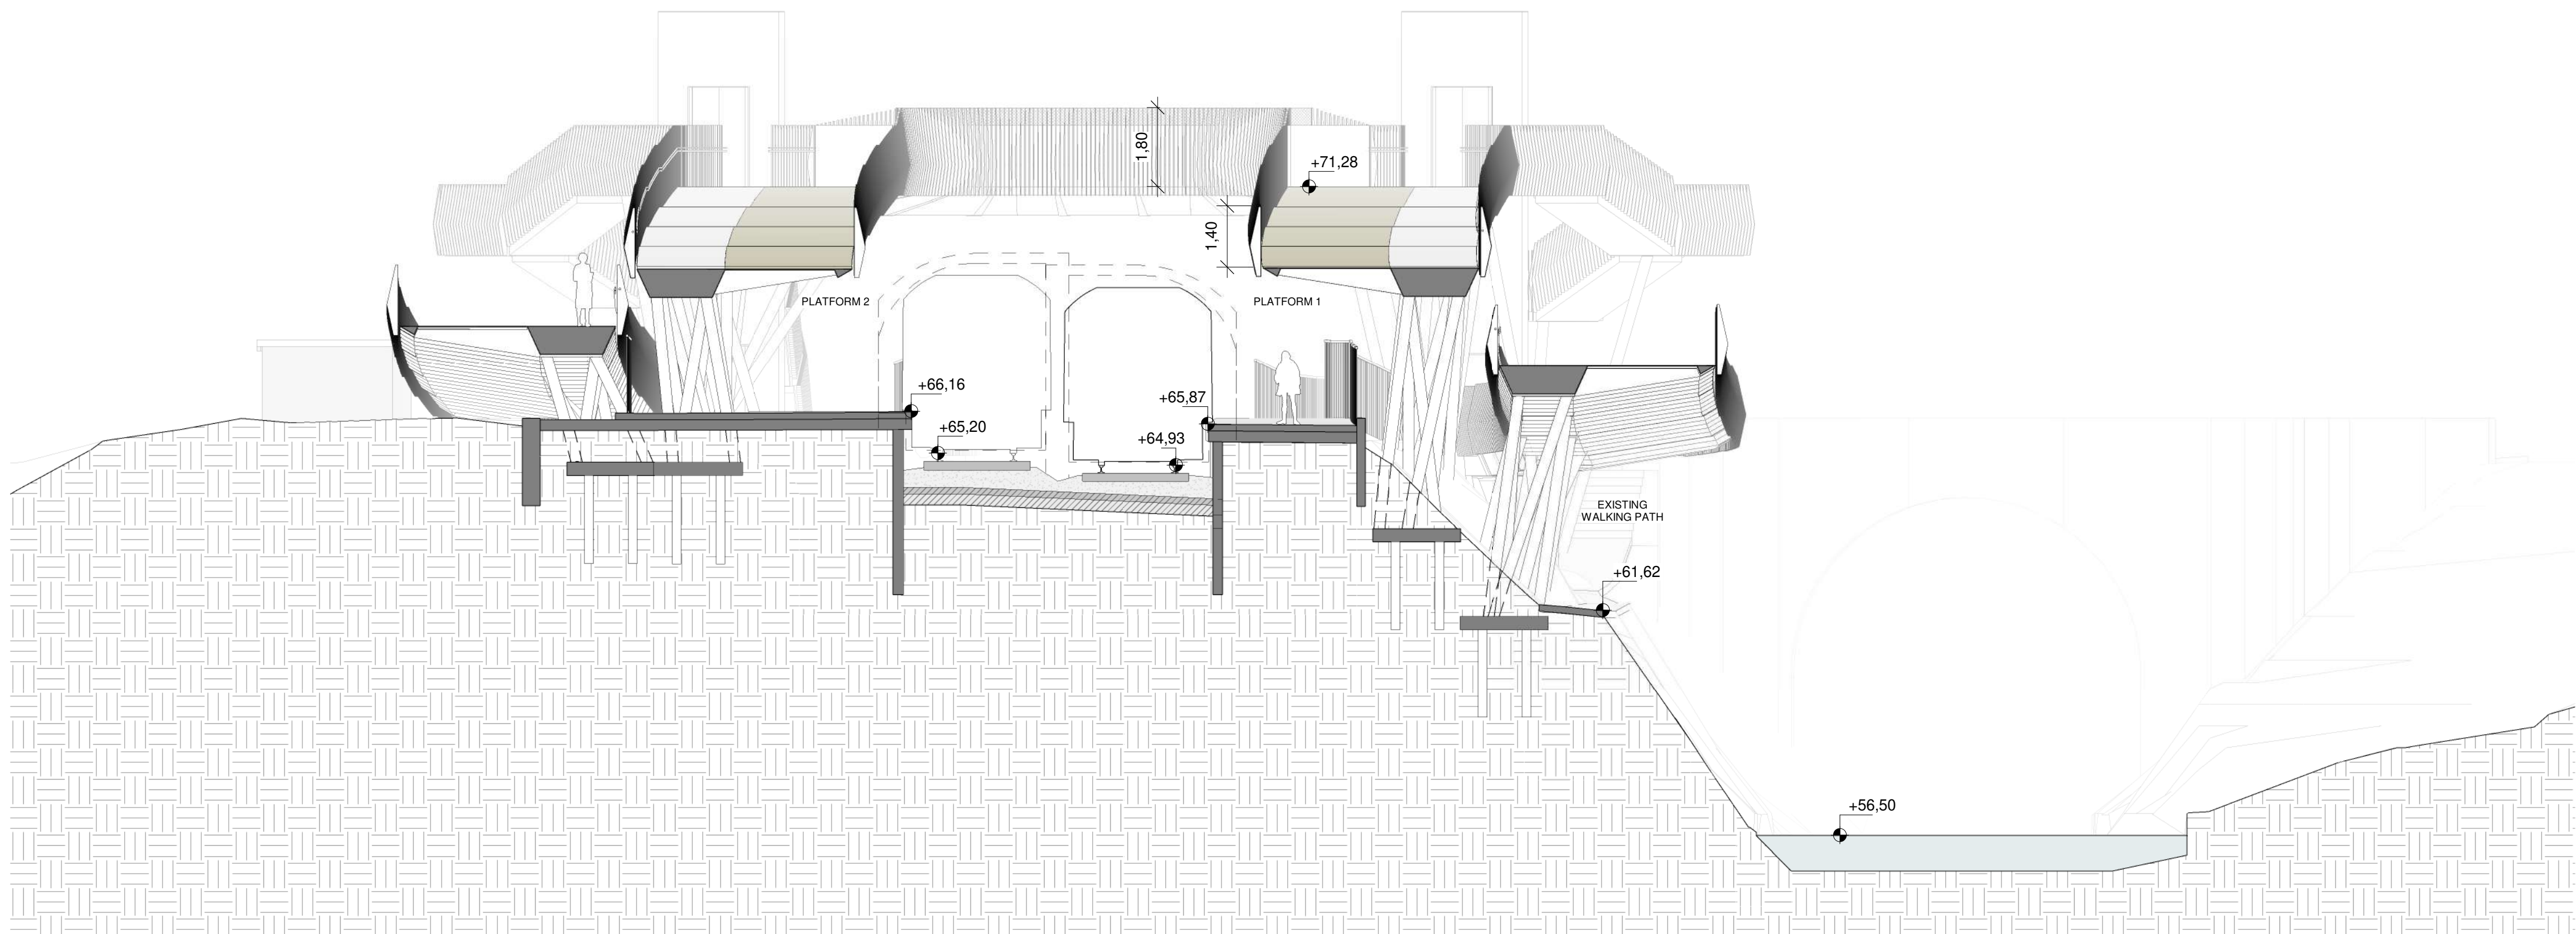 1,80
+71,28
1,40
PLATFORM 2
PLATFORM 1
+66,16
+65,87
+65,20
+64,93
EXISTING
WALKING PATH
+61,62
+56,50